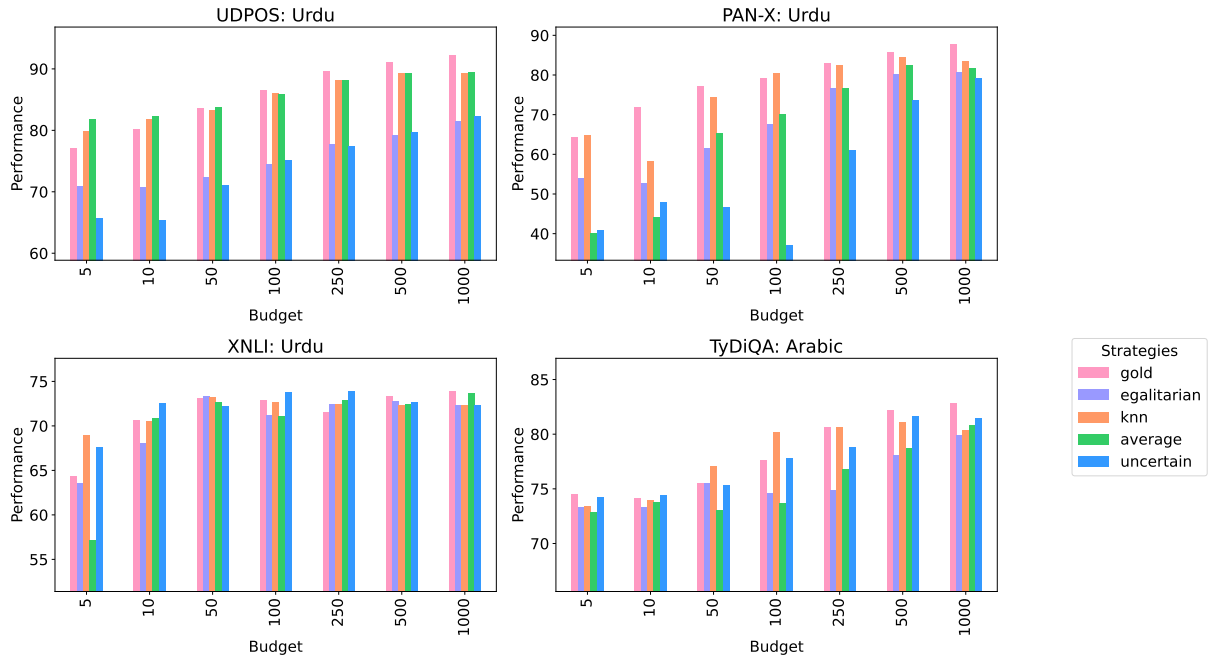 UDPOS: Urdu
Performance
90
80
70
60
5
10
50
100
250
500
1000
Budget
PAN-X: Urdu
Performance
90
80
70
60
50
40
5
10
50
100
250
500
1000
Budget
XNLI: Urdu
Performance
75
70
65
60
55
5
10
50
100
250
500
1000
Budget
TyDiQA: Arabic
Performance
85
80
75
70
5
10
50
100
250
500
1000
Budget
Strategies
gold
egalitarian
knn
average
uncertain